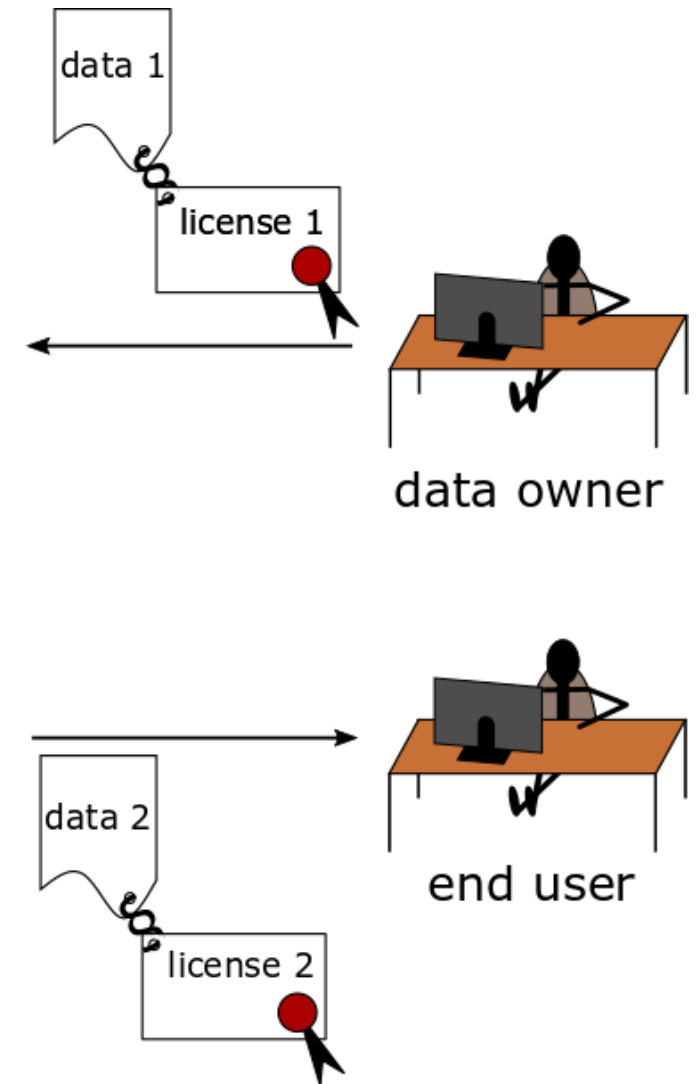 data 1
license 1
data owner
data 2
end user
license 2